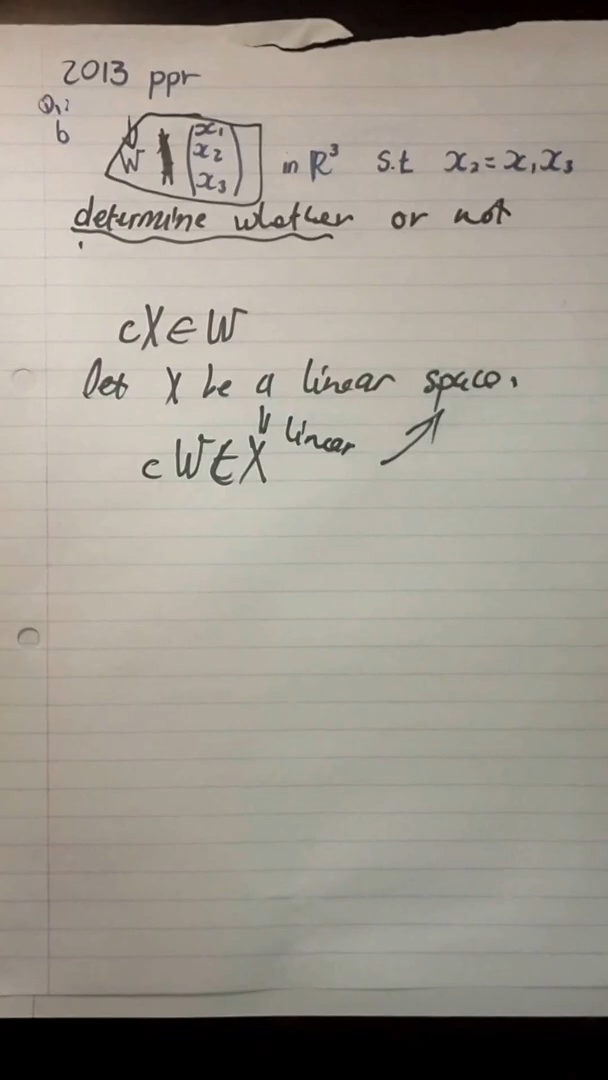 2013 ppr
Q1:
b
W (x₁ x₂ x₃) in ℝ³ s.t x₂=x₁x₃
determine whether or not
cX∈W
Let X be a linear space.
linear
cW∈X